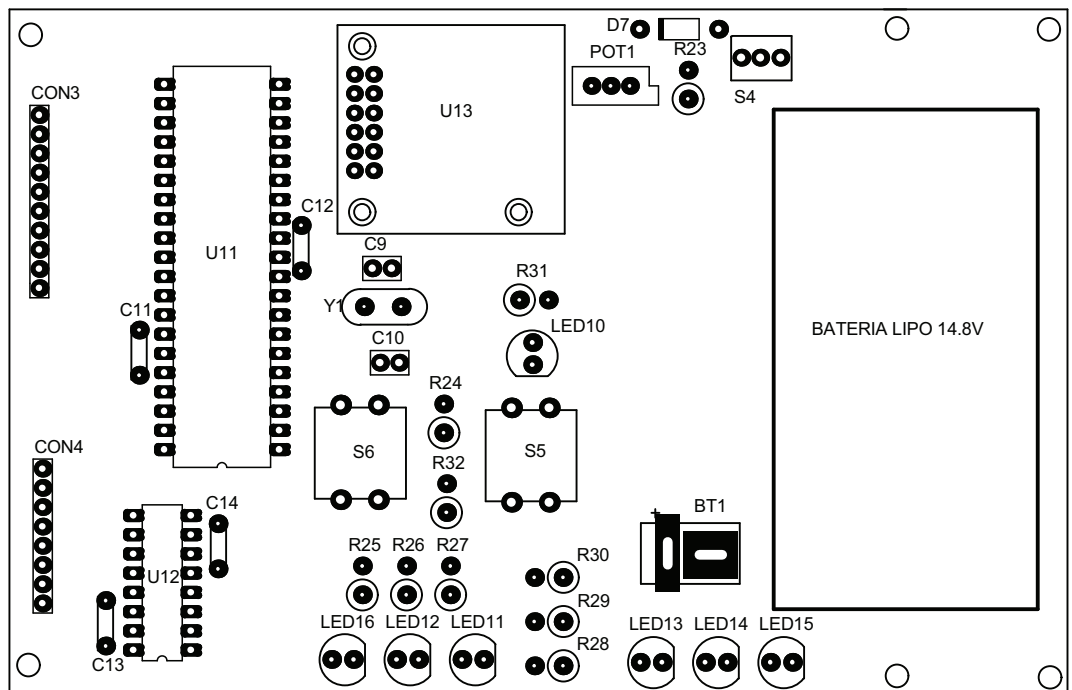 D7
R23
POT1
S4
CON3
U13
C12
U11
C9
R31
Y1
C11
LED10
BATERIA LIPO 14.8V
C10
R24
CON4
S6
S5
R32
C14
BT1
+
R25 R26 R27
R30
U12
R29
LED16 LED12 LED11
LED13 LED14 LED15
R28
C13